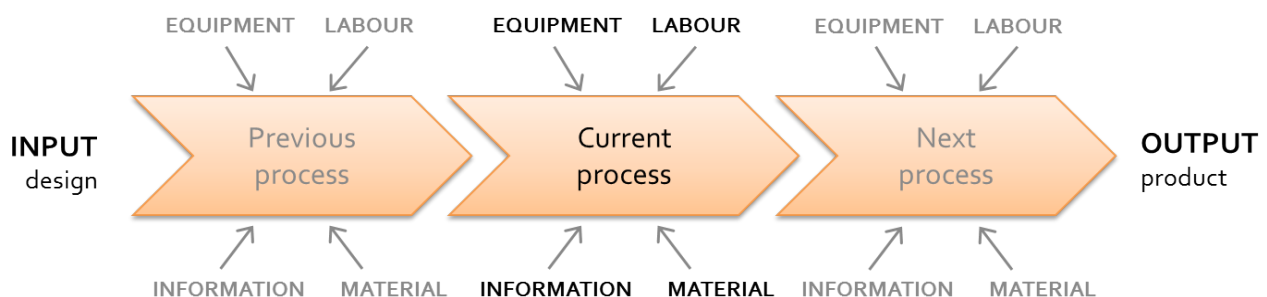 EQUIPMENT LABOUR EQUIPMENT LABOUR EQUIPMENT LABOUR
INPUT
design
Previous
process
Current
process
Next
process
OUTPUT
product
INFORMATION MATERIAL INFORMATION MATERIAL INFORMATION MATERIAL